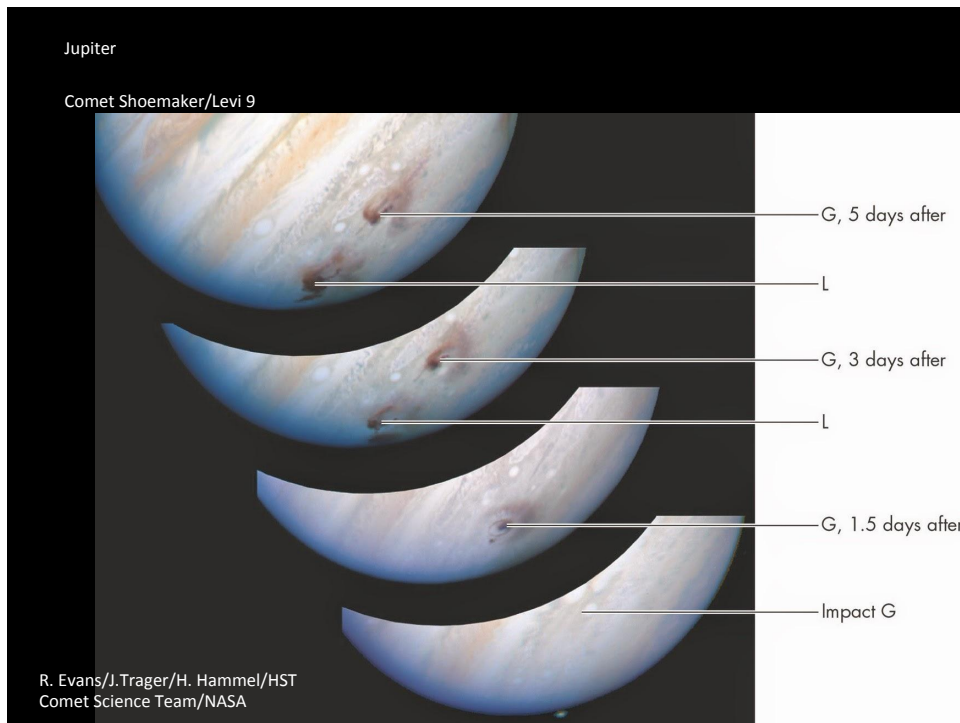 Jupiter
Comet Shoemaker/Levi 9
G, 5 days after
L
G, 3 days after
L
G, 1.5 days after
Impact G
R. Evans/J.Trager/H. Hammel/HST
Comet Science Team/NASA